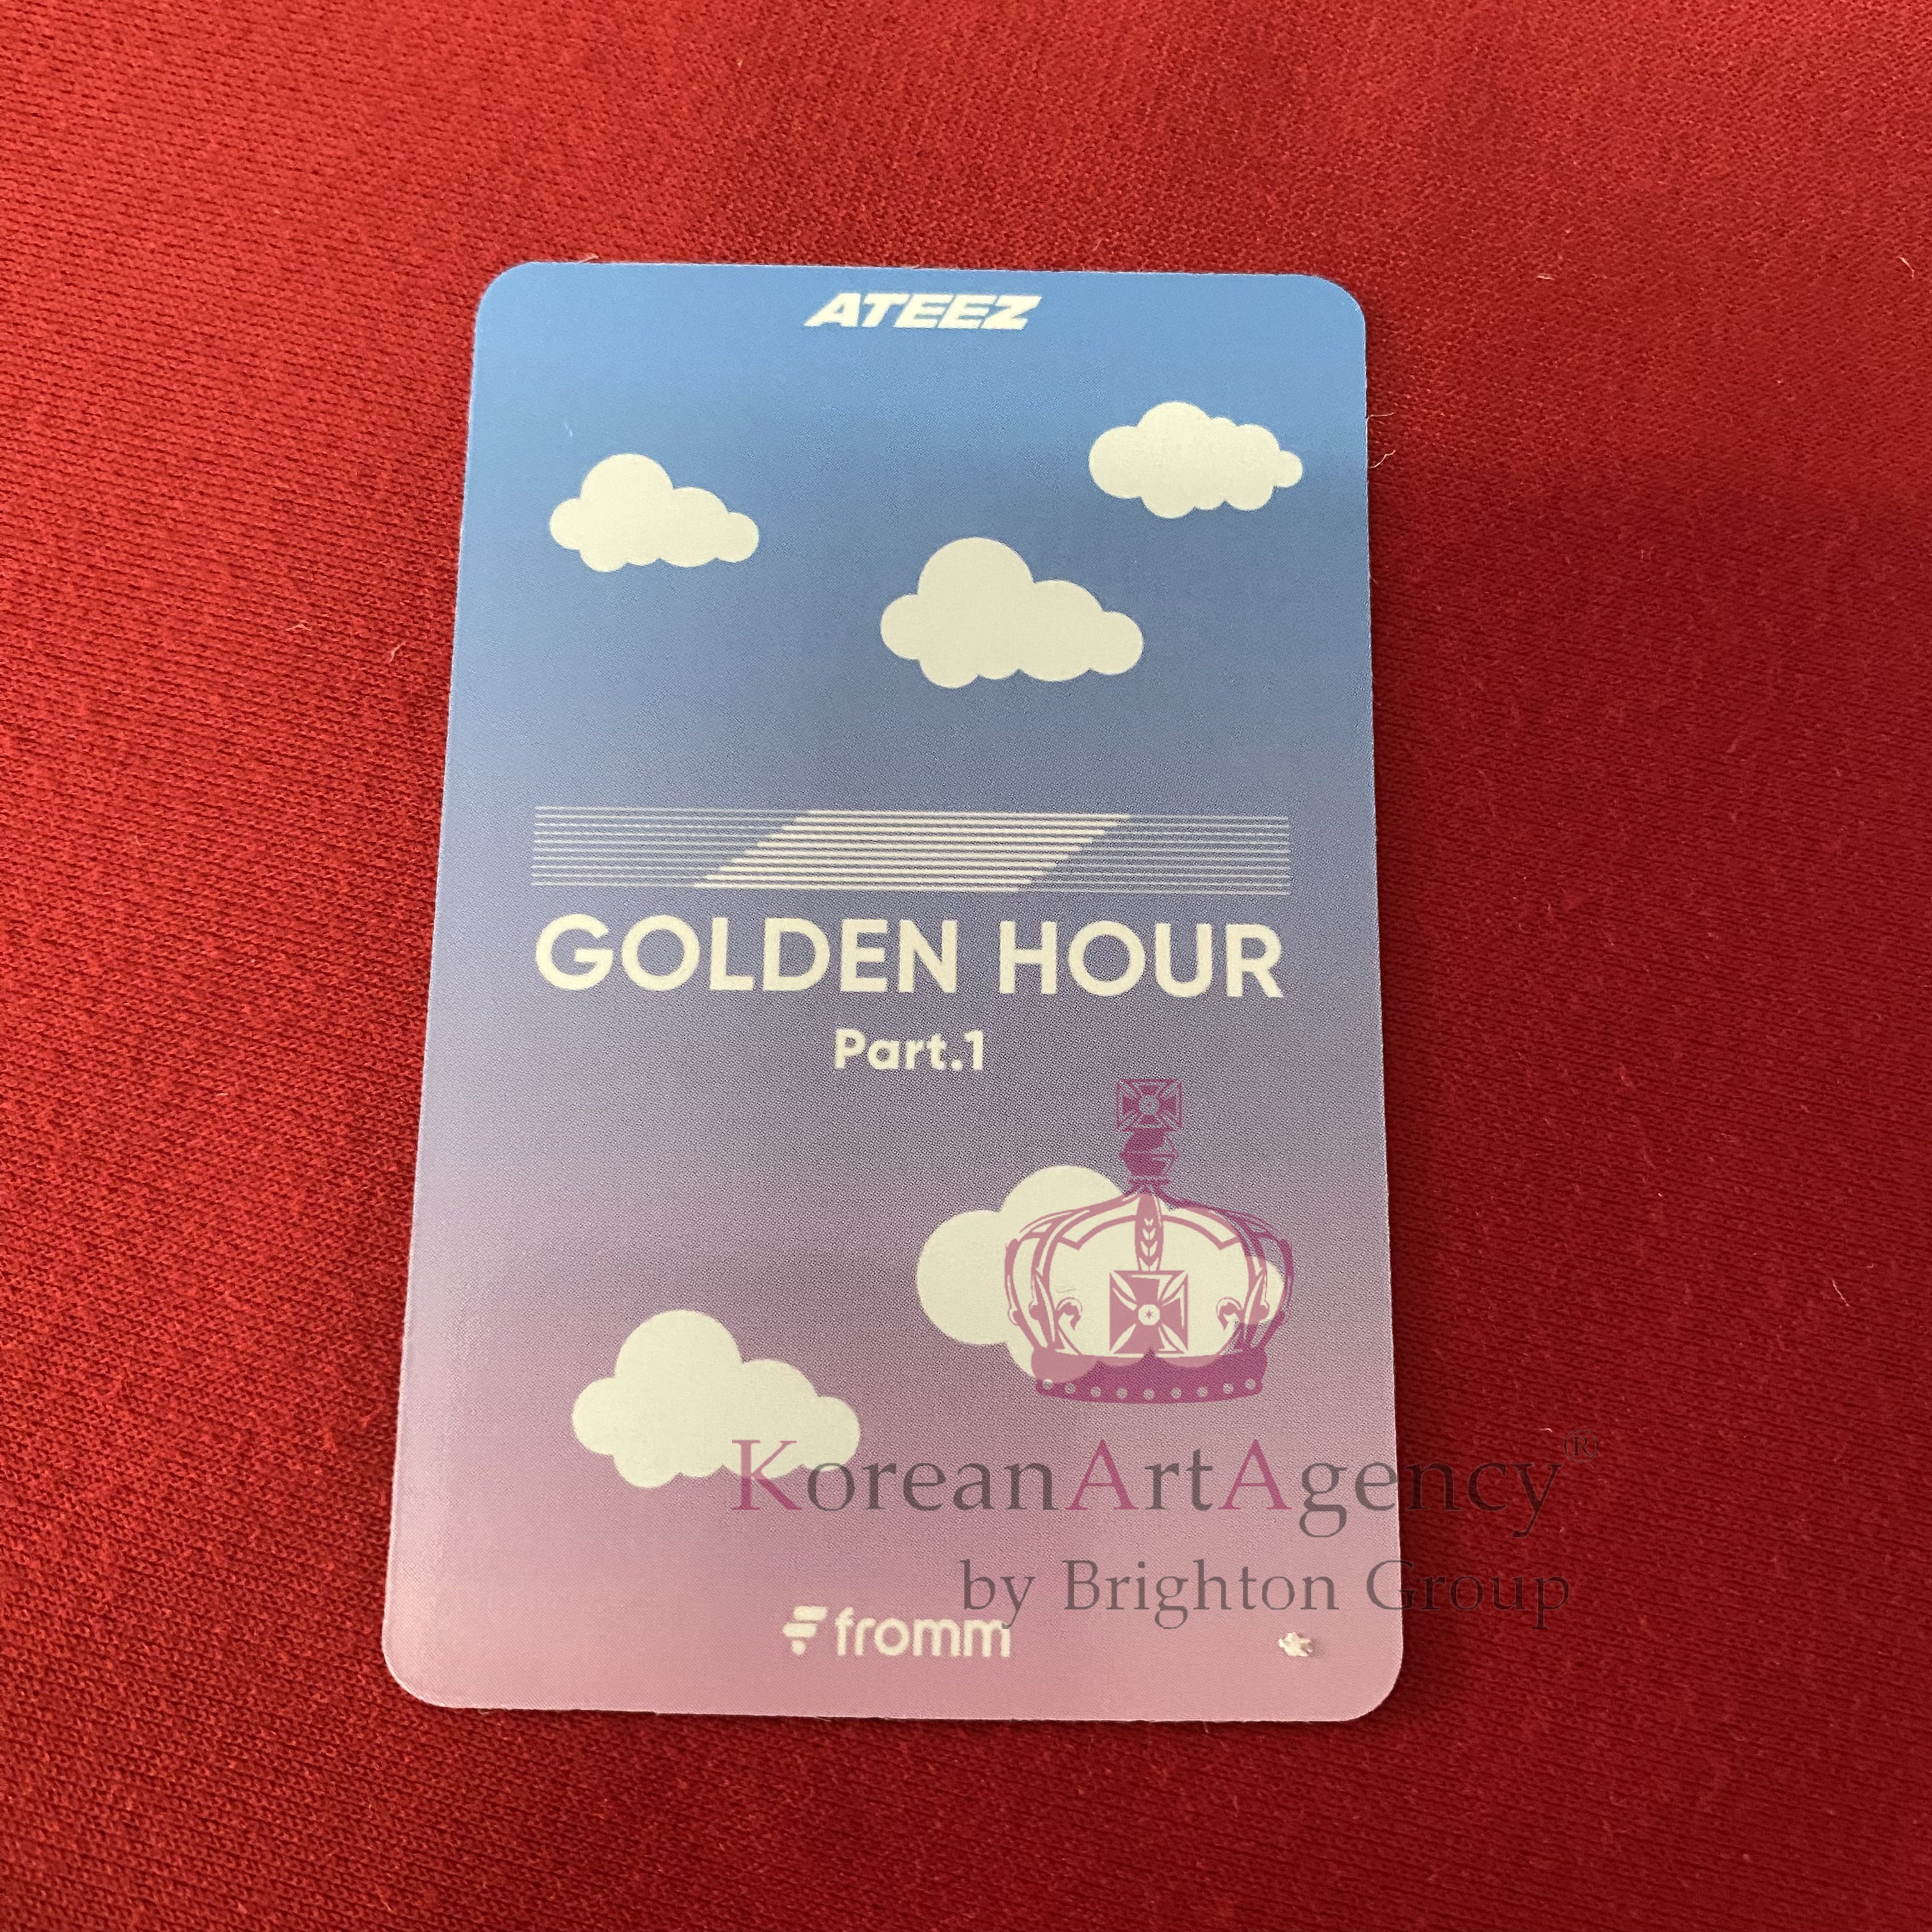 ATEEZ
GOLDEN HOUR
Part.1
KoreanArtAgency®
by Brighton Group
fromm